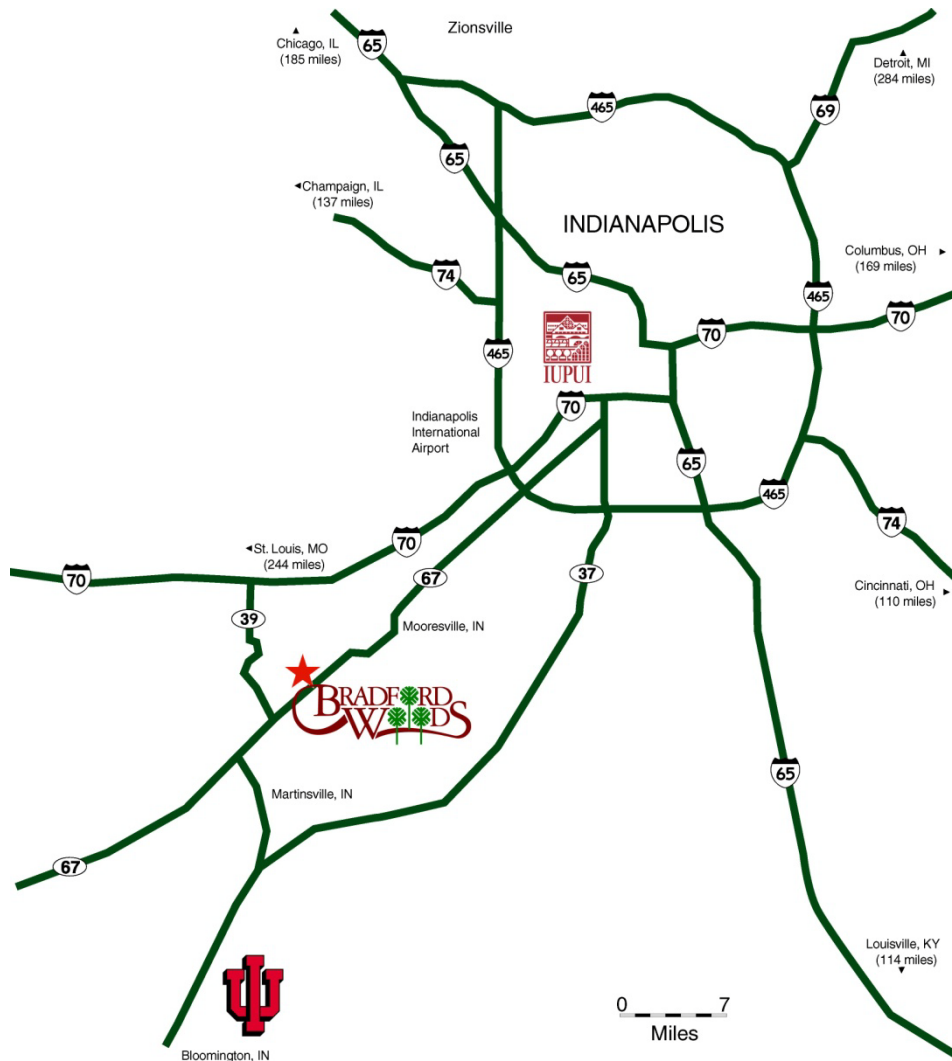 Zionsville
Chicago, IL
(185 miles)
65
Detroit, MI
(284 miles)
465
69
65
Champaign, IL
(137 miles)
INDIANAPOLIS
Columbus, OH
(169 miles)
74
65
465
70
70
IUPUI
465
70
Indianapolis
International
Airport
65
465
74
70
St. Louis, MO
(244 miles)
70
67
37
Cincinnati, OH
(110 miles)
39
Mooresville, IN
BRADFORD
WOODS
65
Martinsville, IN
67
Louisville, KY
(114 miles)
0 7
Miles
Bloomington, IN